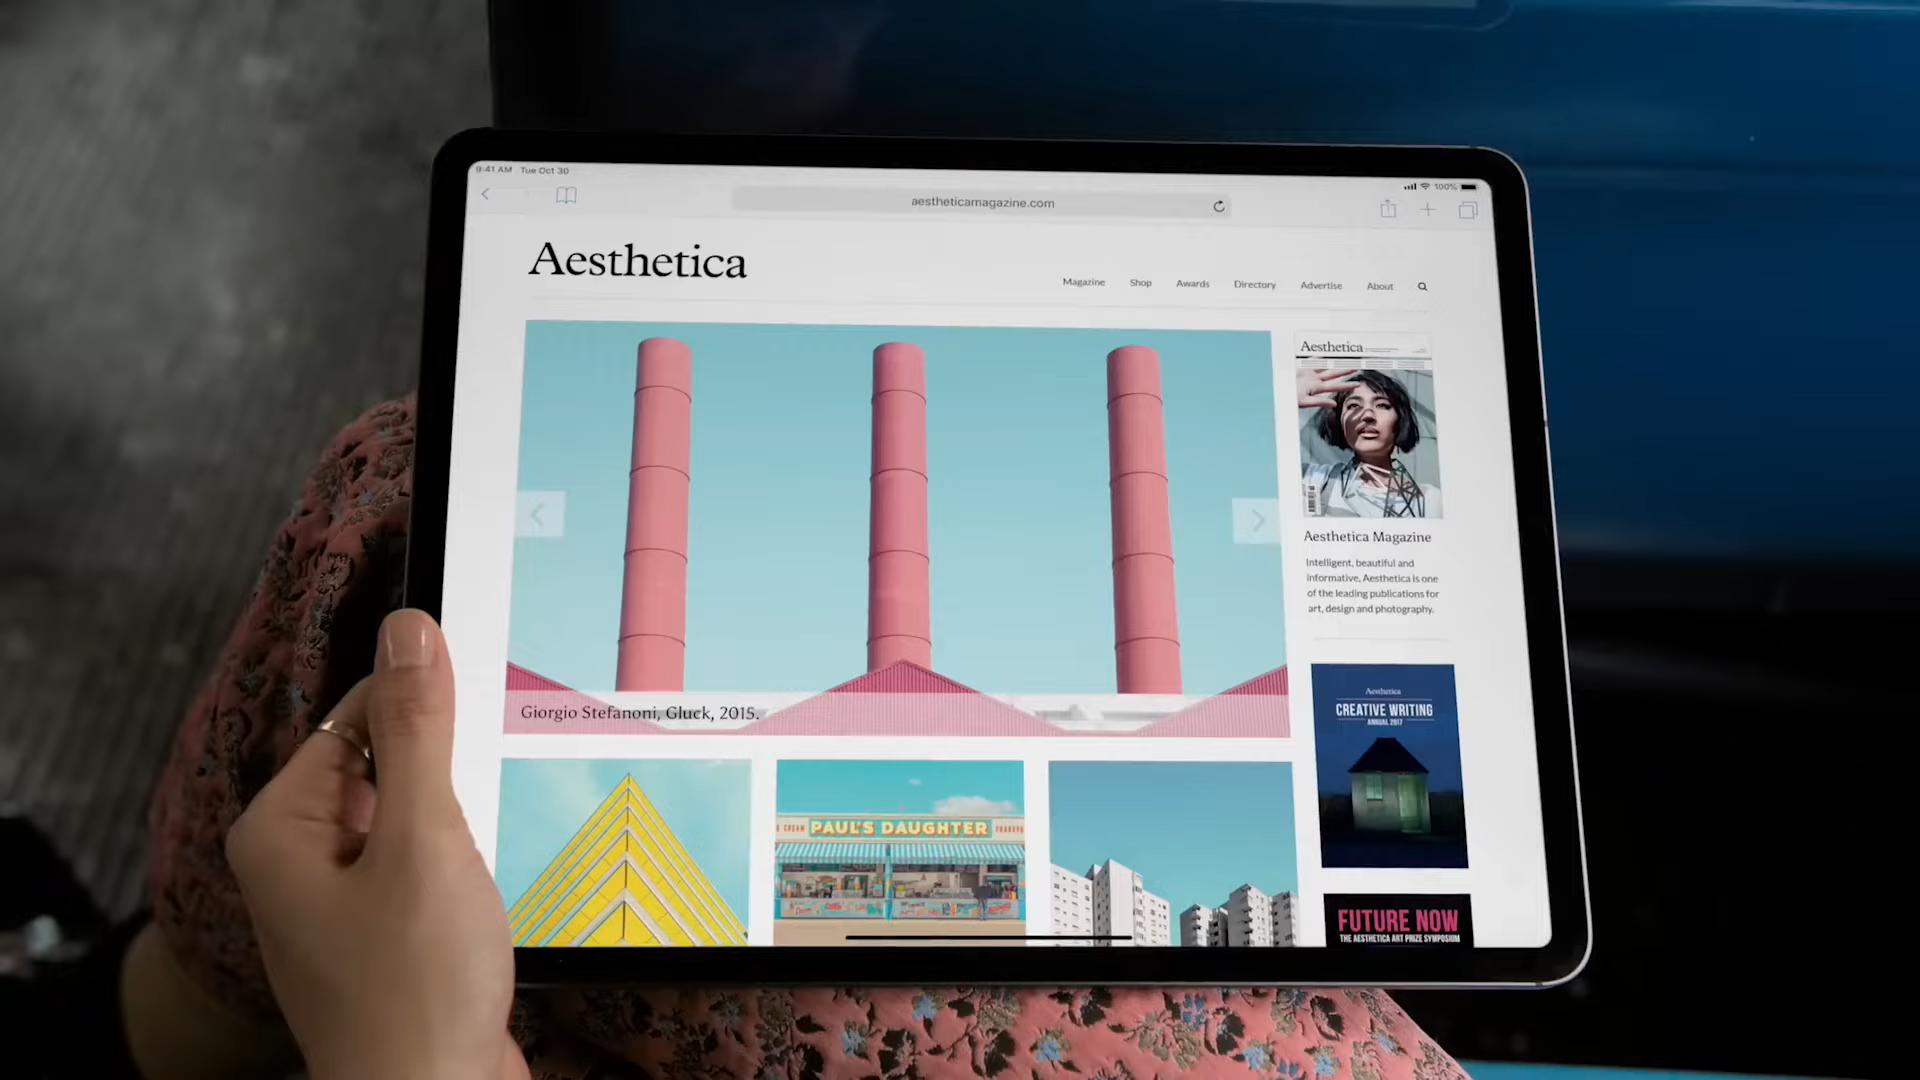 9:41 AM Tue Oct 30
100%
aestheticamagazine.com
Aesthetica
Magazine Shop Awards Directory Advertise About
Giorgio Stefanoni, Gluck, 2015.
Aesthetica
Aesthetica Magazine
Intelligent, beautiful and
informative, Aesthetica is one
of the leading publications for
art, design and photography.
Aesthetica
CREATIVE WRITING
ANNUAL 2017
PAUL'S DAUGHTER
FUTURE NOW
THE AESTHETICA ART PRIZE SYMPOSIUM